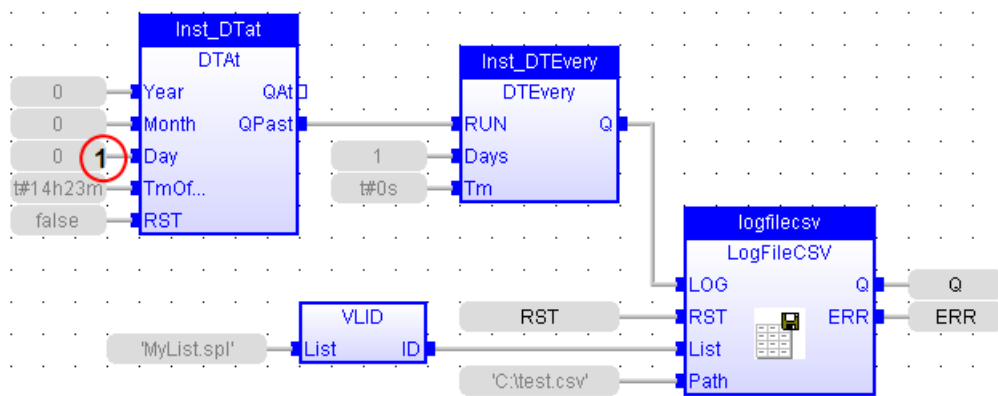 Inst_DTat
DTAt
0 Year QAt
0 Month QPast
0 1 Day
t#14h23m TmOf...
false RST
Inst_DTEvery
DTEvery
RUN Q
1 Days
t#0s Tm
logfilecsv
LogFileCSV
LOG Q Q
RST RST ERR ERR
List
'C:\test.csv' Path
VLID
'MyList.spl' List ID